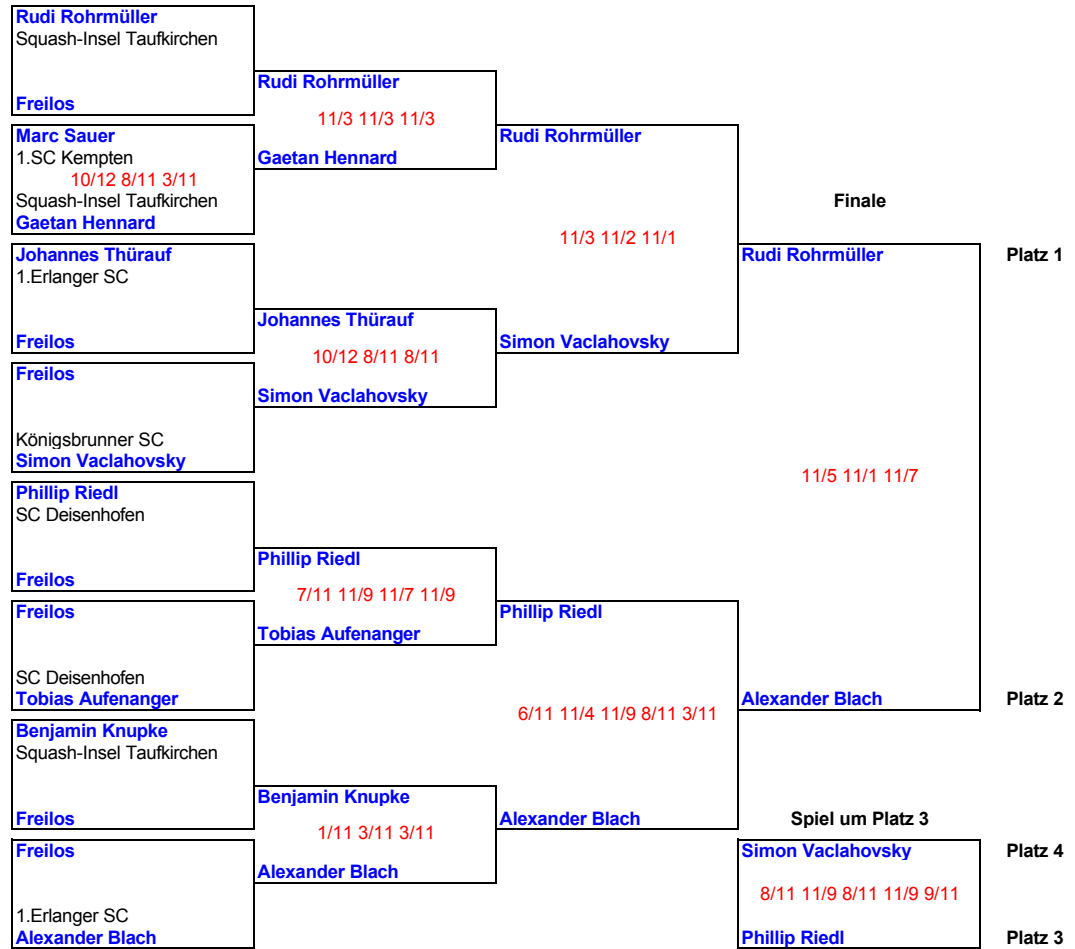 Rudi Rohrmüller
Squash-Insel Taufkirchen
Freilos
Marc Sauer
1.SC Kempten
10/12 8/11 3/11
Squash-Insel Taufkirchen
Gaetan Hennard
Johannes Thürauf
1.Erlanger SC
Freilos
Freilos
Königsbrunner SC
Simon Vaclahovsky
Phillip Riedl
SC Deisenhofen
Freilos
Freilos
SC Deisenhofen
Tobias Aufenanger
Benjamin Knupke
Squash-Insel Taufkirchen
Freilos
Freilos
1.Erlanger SC
Alexander Blach
Rudi Rohrmüller
11/3 11/3 11/3
Gaetan Hennard
Johannes Thürauf
10/12 8/11 8/11
Simon Vaclahovsky
Phillip Riedl
7/11 11/9 11/7 11/9
Tobias Aufenanger
Benjamin Knupke
1/11 3/11 3/11
Alexander Blach
Rudi Rohrmüller
11/3 11/2 11/1
Simon Vaclahovsky
Phillip Riedl
6/11 11/4 11/9 8/11 3/11
Alexander Blach
Finale
Rudi Rohrmüller Platz 1
11/5 11/1 11/7
Alexander Blach Platz 2
Spiel um Platz 3
Simon Vaclahovsky Platz 4
8/11 11/9 8/11 11/9 9/11
Phillip Riedl Platz 3